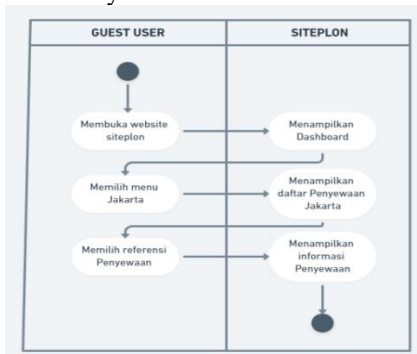 GUEST USER
SITEPLON
Membuka website
siteplon
Menampilkan
Dashboard
Memilih menu
Jakarta
Menampilkan
daftar Penyewaan
Jakarta
Memilih referensi
Penyewaan
Menampilkan
informasi
Penyewaan